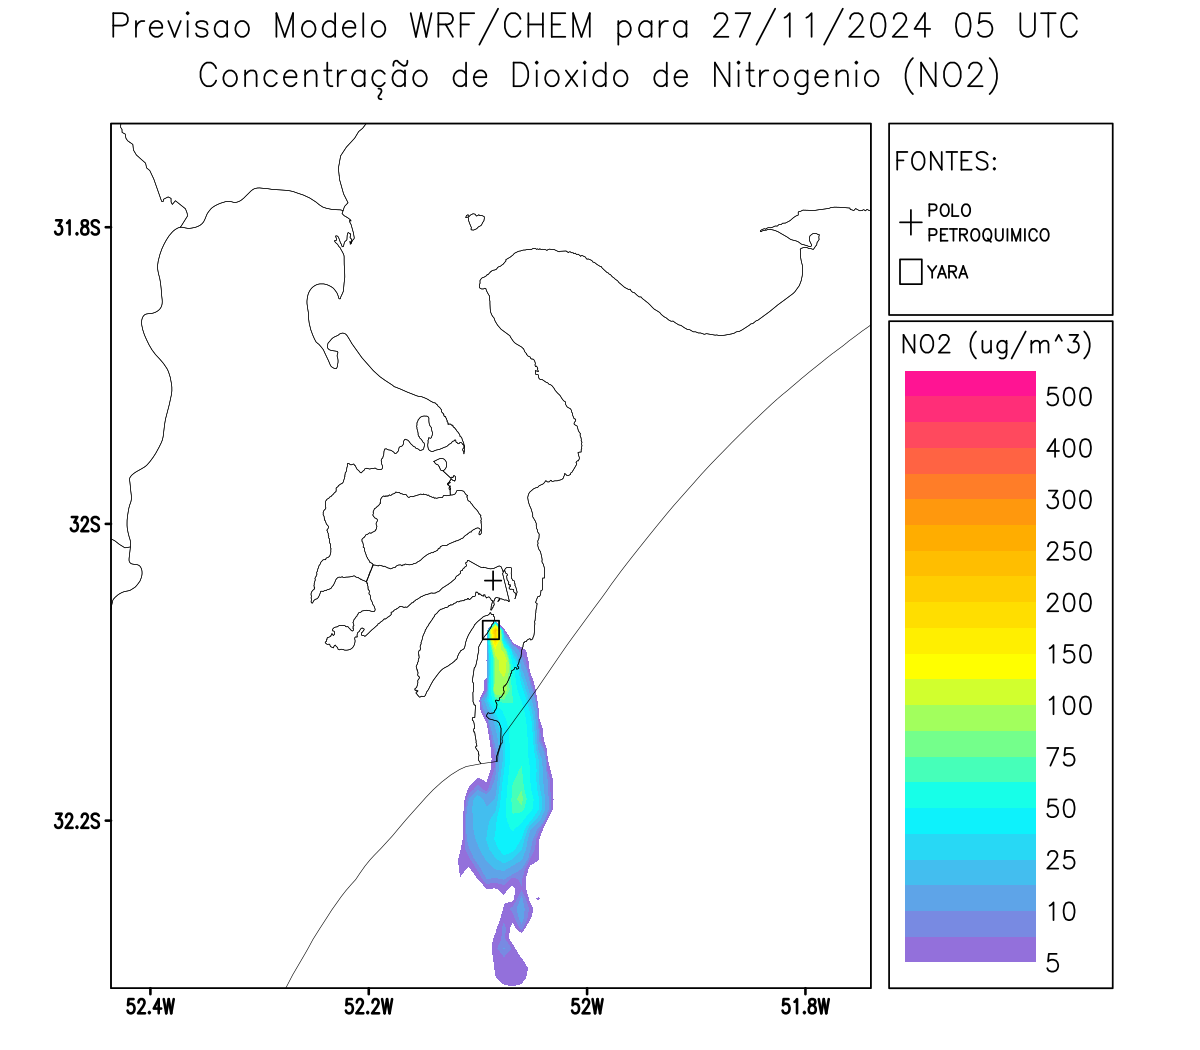 Previsao Modelo WRF/CHEM para 27/11/2024 05 UTC
Concentração de Dioxido de Nitrogenio (NO2)
FONTES:
POLO
PETROQUIMICO
YARA
NO2 (ug/m^3)
500
400
300
250
200
150
100
75
50
25
10
5
31.8S
32S
32.2S
52.4W
52.2W
52W
51.8W